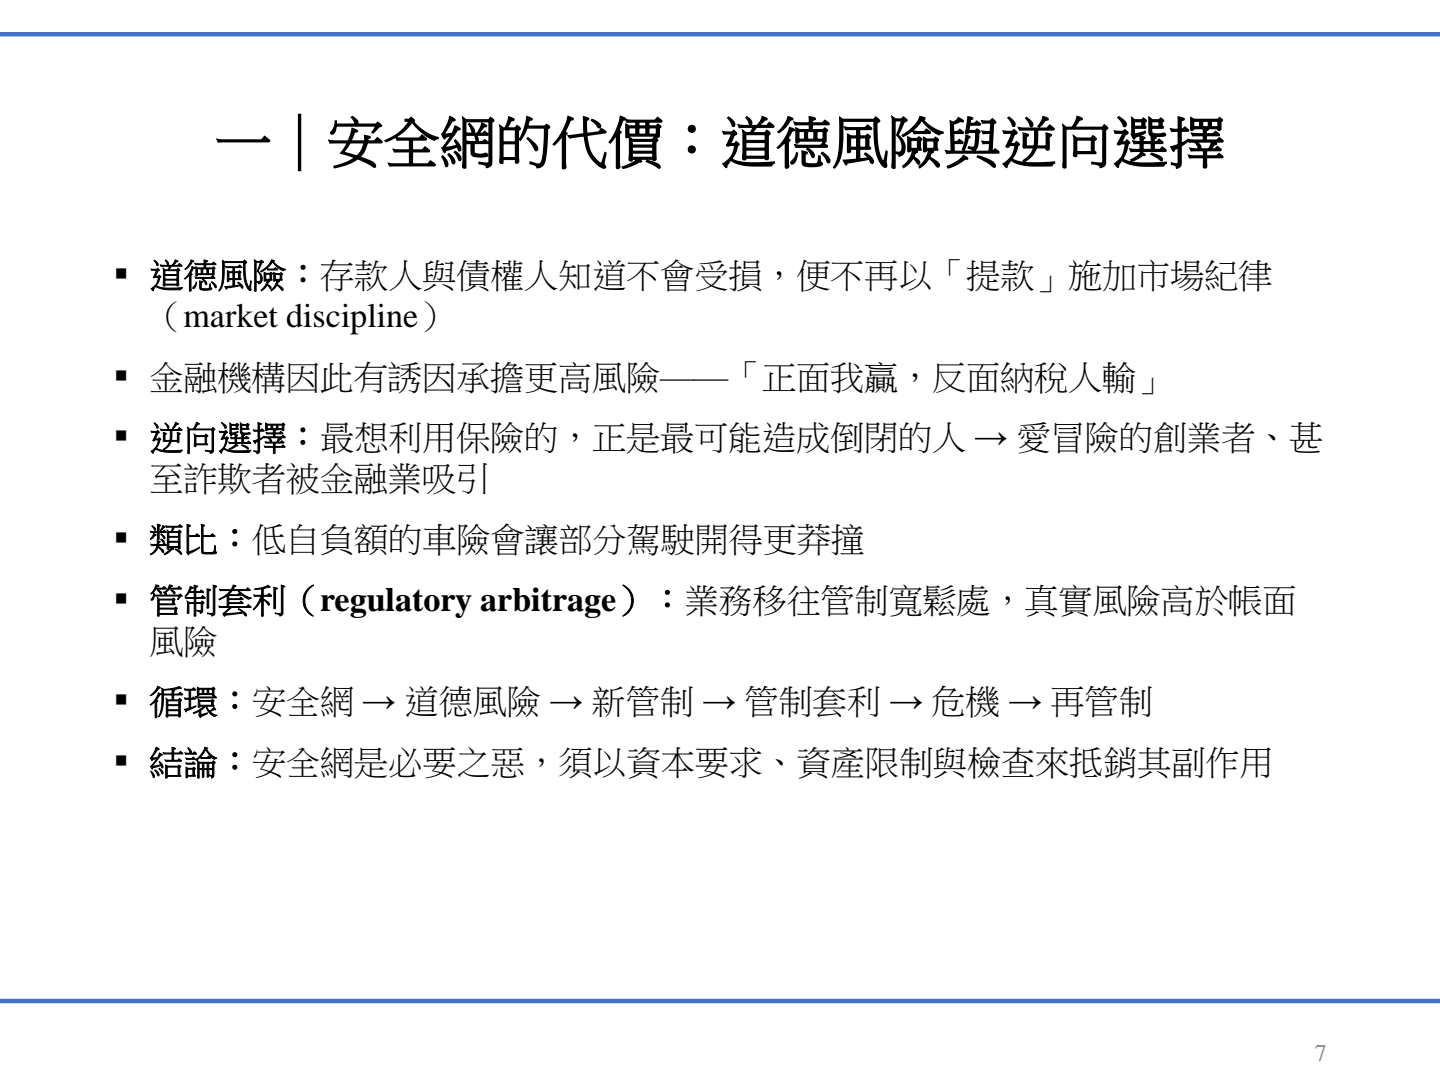 一｜安全網的代價：道德風險與逆向選擇
▪ 道德風險：存款人與債權人知道不會受損，便不再以「提款」施加市場紀律
（market discipline）
▪ 金融機構因此有誘因承擔更高風險——「正面我贏，反面納稅人輸」
▪ 逆向選擇：最想利用保險的，正是最可能造成倒閉的人 → 愛冒險的創業者、甚
至詐欺者被金融業吸引
▪ 類比：低自負額的車險會讓部分駕駛開得更莽撞
▪ 管制套利（regulatory arbitrage）：業務移往管制寬鬆處，真實風險高於帳面
風險
▪ 循環：安全網 → 道德風險 → 新管制 → 管制套利 → 危機 → 再管制
▪ 結論：安全網是必要之惡，須以資本要求、資產限制與檢查來抵銷其副作用
7